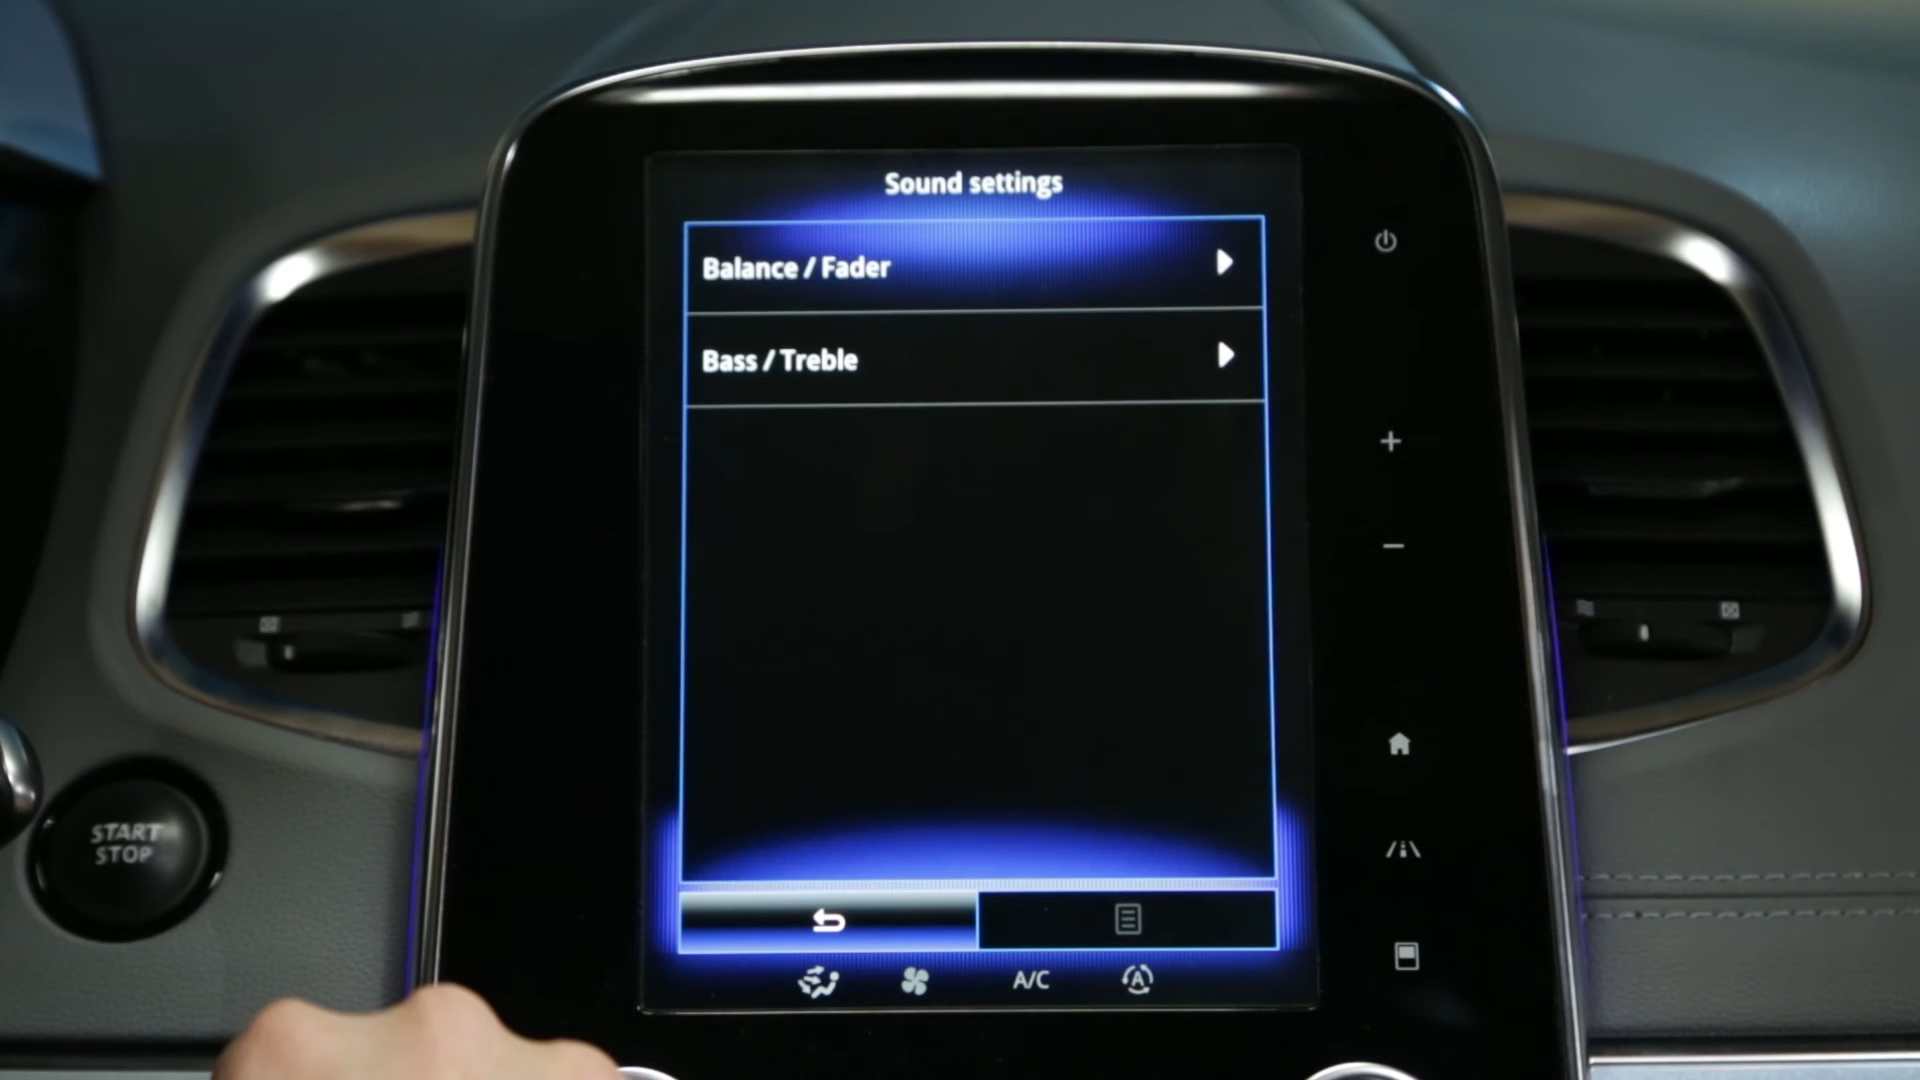 Sound settings
Balance / Fader
Bass / Treble
START
STOP
A/C
A